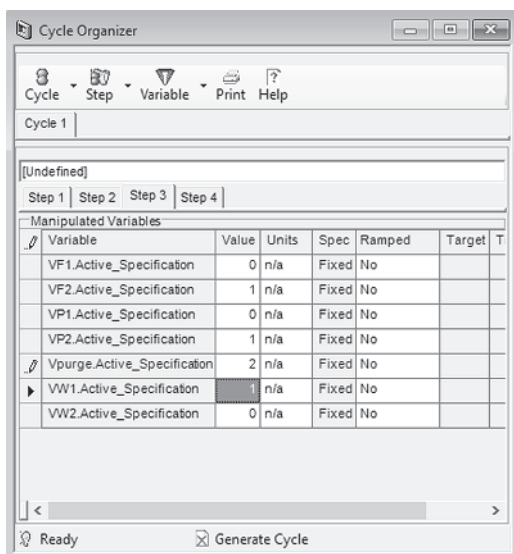 Cycle Organizer
Cycle Step Variable Print Help
Cycle 1
[Undefined]
Step 1 Step 2 Step 3 Step 4
Manipulated Variables
Variable Value Units Spec Ramped Target T
VF1.Active_Specification 0 n/a Fixed No
VF2.Active_Specification 1 n/a Fixed No
VP1.Active_Specification 0 n/a Fixed No
VP2.Active_Specification 1 n/a Fixed No
Vpurge.Active_Specification 2 n/a Fixed No
VW1.Active_Specification 1 n/a Fixed No
VW2.Active_Specification 0 n/a Fixed No
Ready Generate Cycle